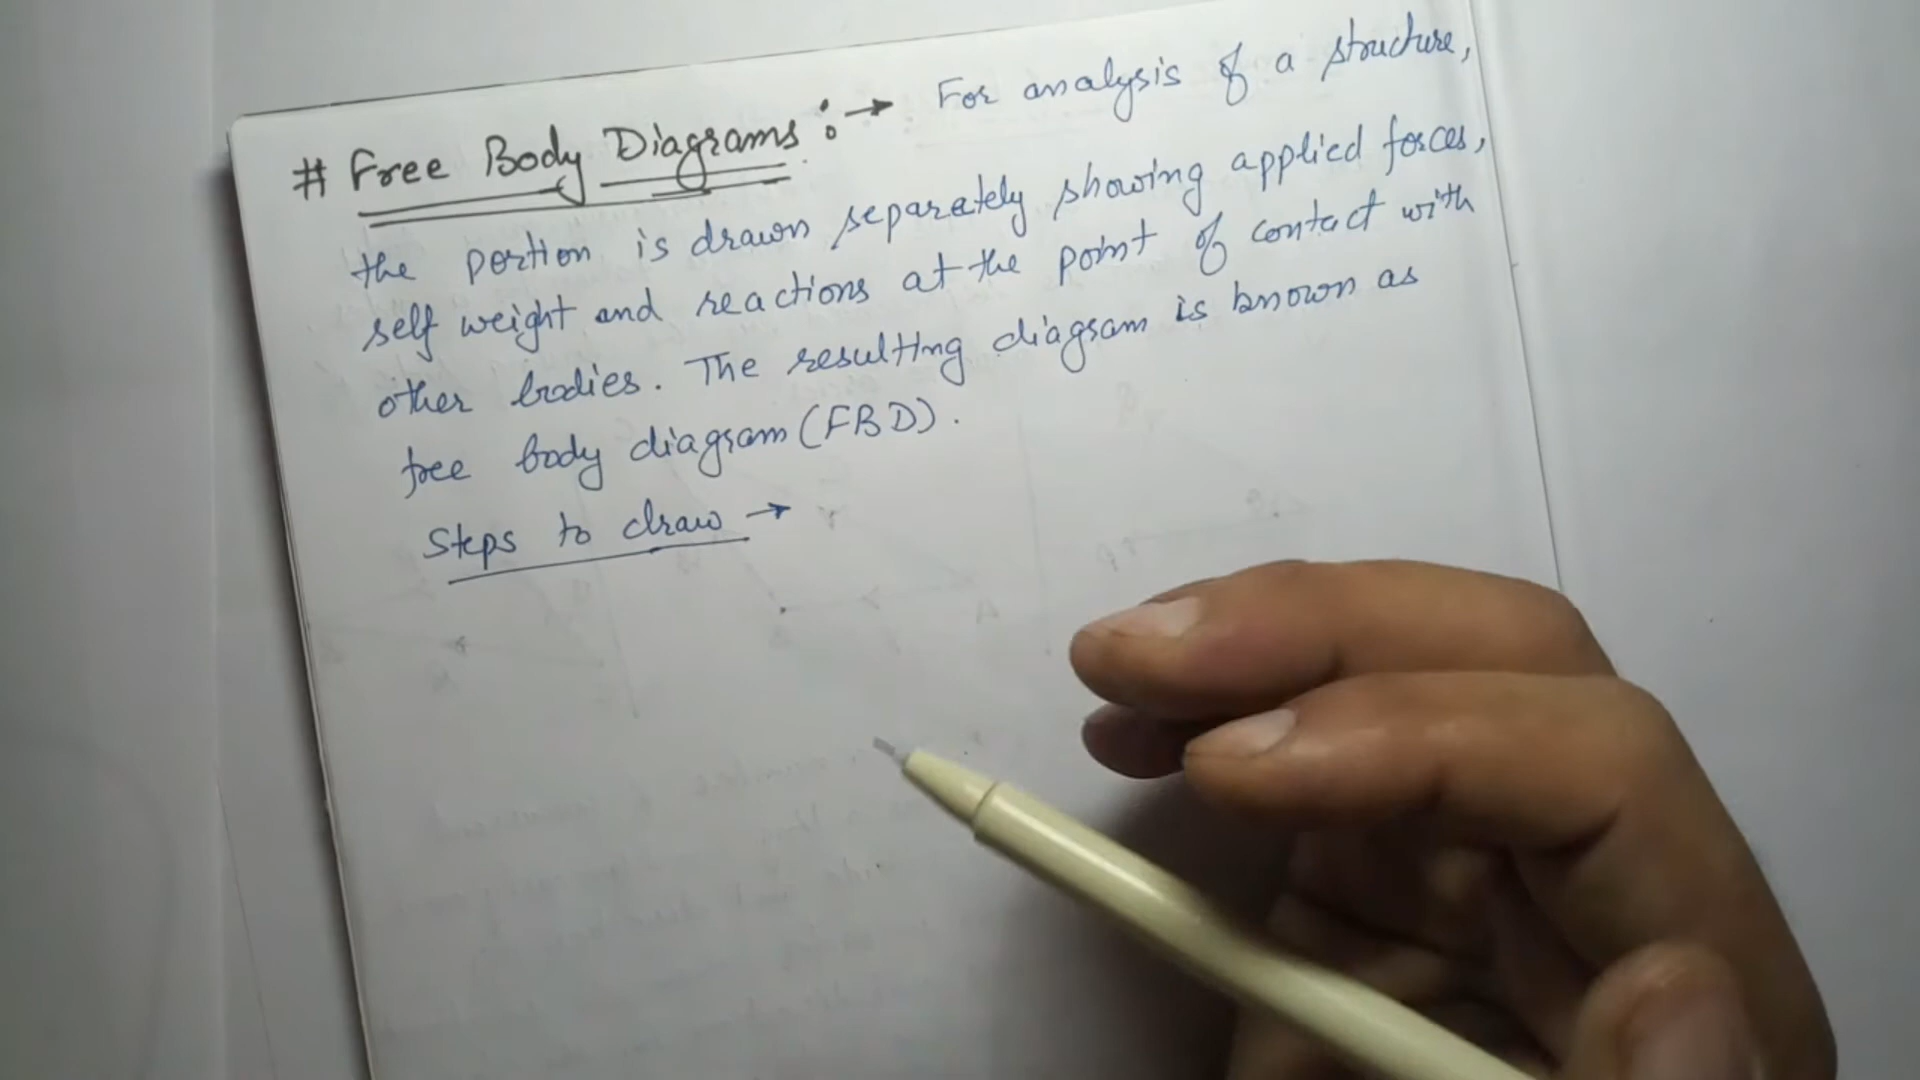 # Free Body Diagrams :→ For analysis of a structure,
the portion is drawn separately showing applied forces,
self weight and reactions at the point of contact with
other bodies. The resulting diagram is known as
free body diagram (FBD).
Steps to draw →